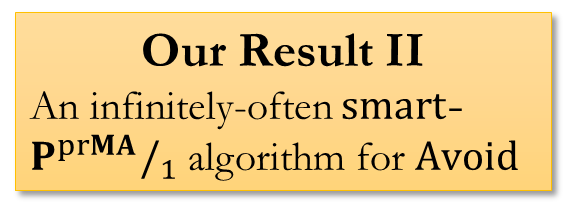 Our Result II
An infinitely-often smart-
P^prMA/₁ algorithm for Avoid